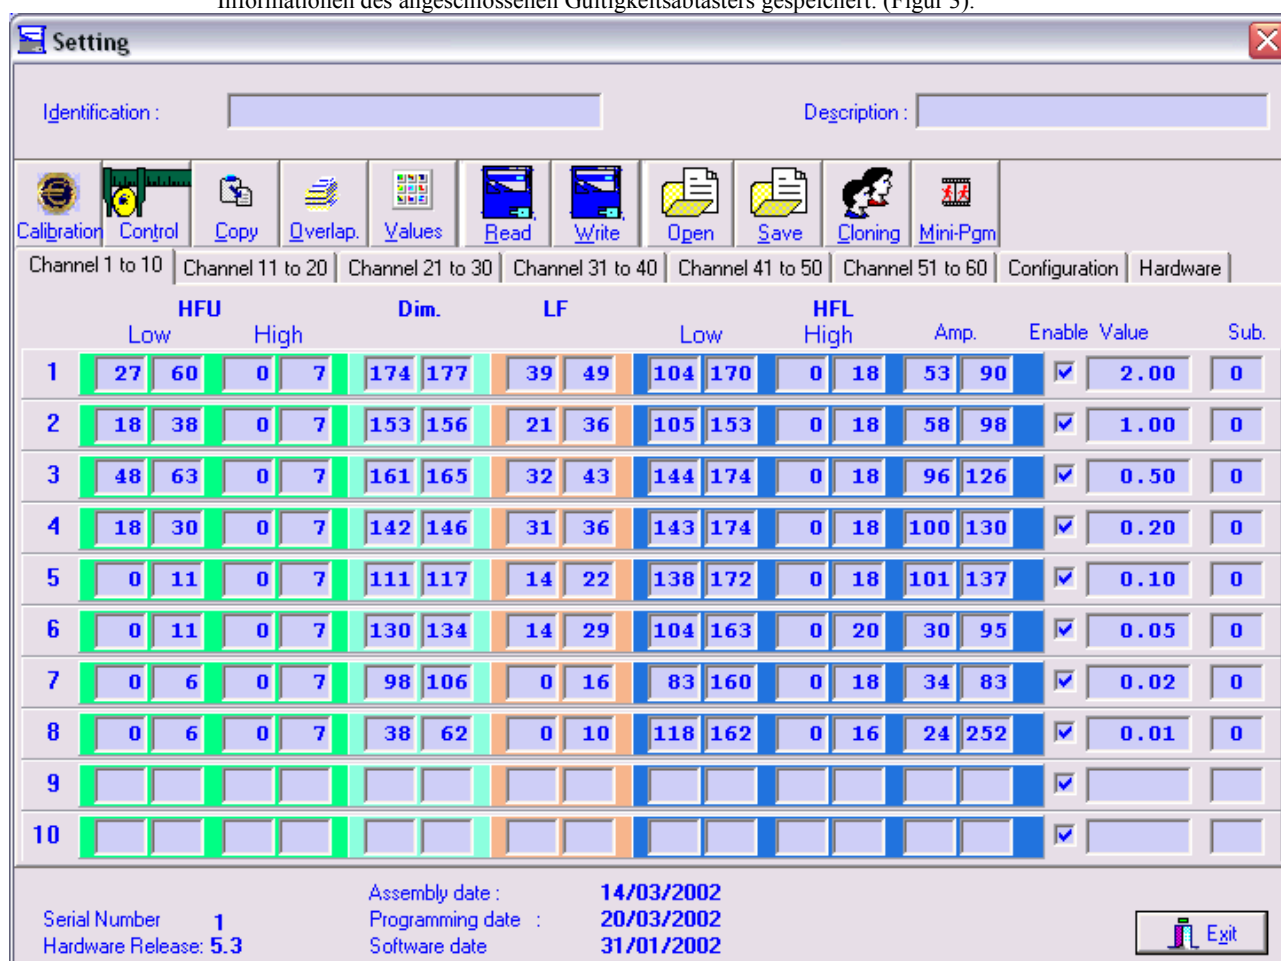 Informationen des angeschlossenen Gültigkeitsabtasters gespeichert. (Figur 3).
Setting
Identification : Description :
Calibration Control Copy Overlap. Values Read Write Open Save Cloning Mini-Pgm
Channel 1 to 10 Channel 11 to 20 Channel 21 to 30 Channel 31 to 40 Channel 41 to 50 Channel 51 to 60 Configuration Hardware
HFU Dim. LF HFL
Low High Low High Amp. Enable Value Sub.
1 27 60 0 7 174 177 39 49 104 170 0 18 53 90 2.00 0
2 18 38 0 7 153 156 21 36 105 153 0 18 58 98 1.00 0
3 48 63 0 7 161 165 32 43 144 174 0 18 96 126 0.50 0
4 18 30 0 7 142 146 31 36 143 174 0 18 100 130 0.20 0
5 0 11 0 7 111 117 14 22 138 172 0 18 101 137 0.10 0
6 0 11 0 7 130 134 14 29 104 163 0 20 30 95 0.05 0
7 0 6 0 7 98 106 0 16 83 160 0 18 34 83 0.02 0
8 0 6 0 7 38 62 0 10 118 162 0 16 24 252 0.01 0
9
10
Assembly date : 14/03/2002
Serial Number 1 Programming date : 20/03/2002
Hardware Release: 5.3 Software date 31/01/2002
Exit